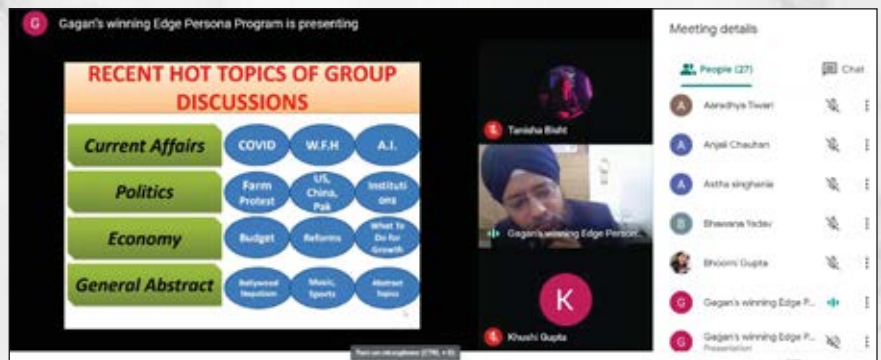 G Gagan's winning Edge Persona Program is presenting
RECENT HOT TOPICS OF GROUP
DISCUSSIONS
Current Affairs
COVID
W.F.H
A.I.
Politics
Farm
Protest
US,
China,
Pak
Instituti
ons
Economy
Budget
Reforms
What To
Do for
Growth
General Abstract
Bollywood
Nepotism
Music,
Sports
Abstract
Topics
Tanisha Bisht
Gagan's winning Edge Person...
K
Khushi Gupta
Meeting details
People (27)
Chat
A Aaradhya Tiwari
A Anjali Chauhan
A Astha singhania
B Bhawana Yadav
Bhoomi Gupta
G Gagan's winning Edge P...
G Gagan's winning Edge P...
Presentation